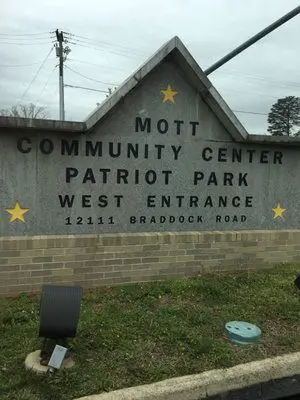 MOTT
COMMUNITY CENTER
PATRIOT PARK
WEST ENTRANCE
12111 BRADDOCK ROAD